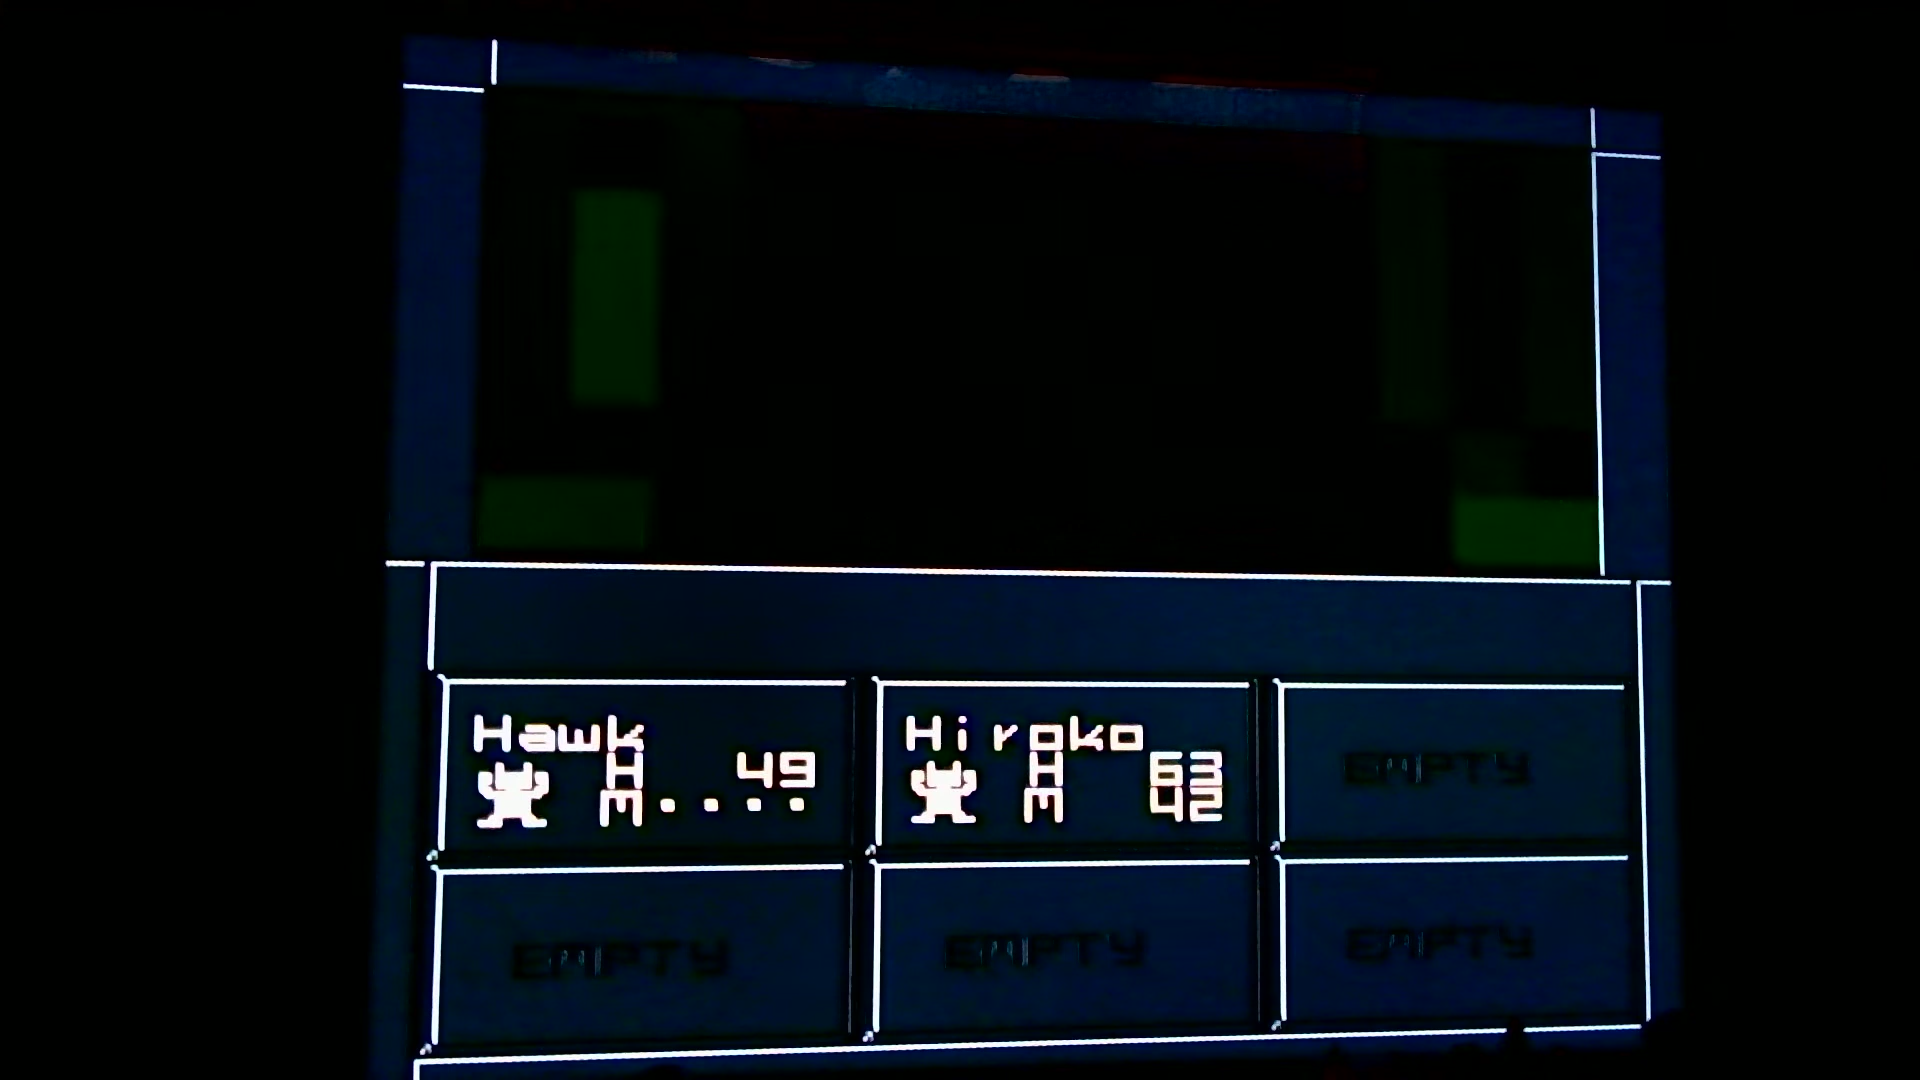 Hawk
H 49
M....
Hiroko
H 63
M 42
EMPTY
EMPTY
EMPTY
EMPTY